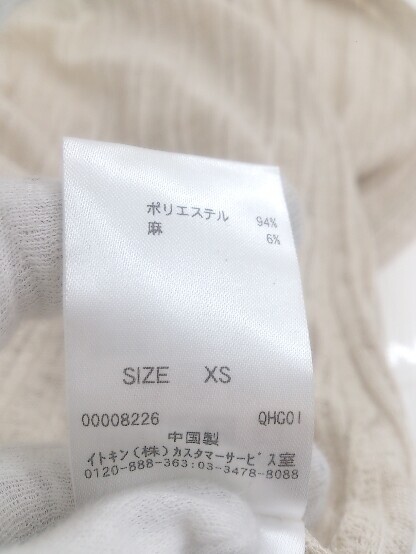 ポリエステル 94%
麻 6%
SIZE XS
00008226 QHG01
中国製
イトキン(株)カスタマーサービス室
0120-888-363:03-3478-8088